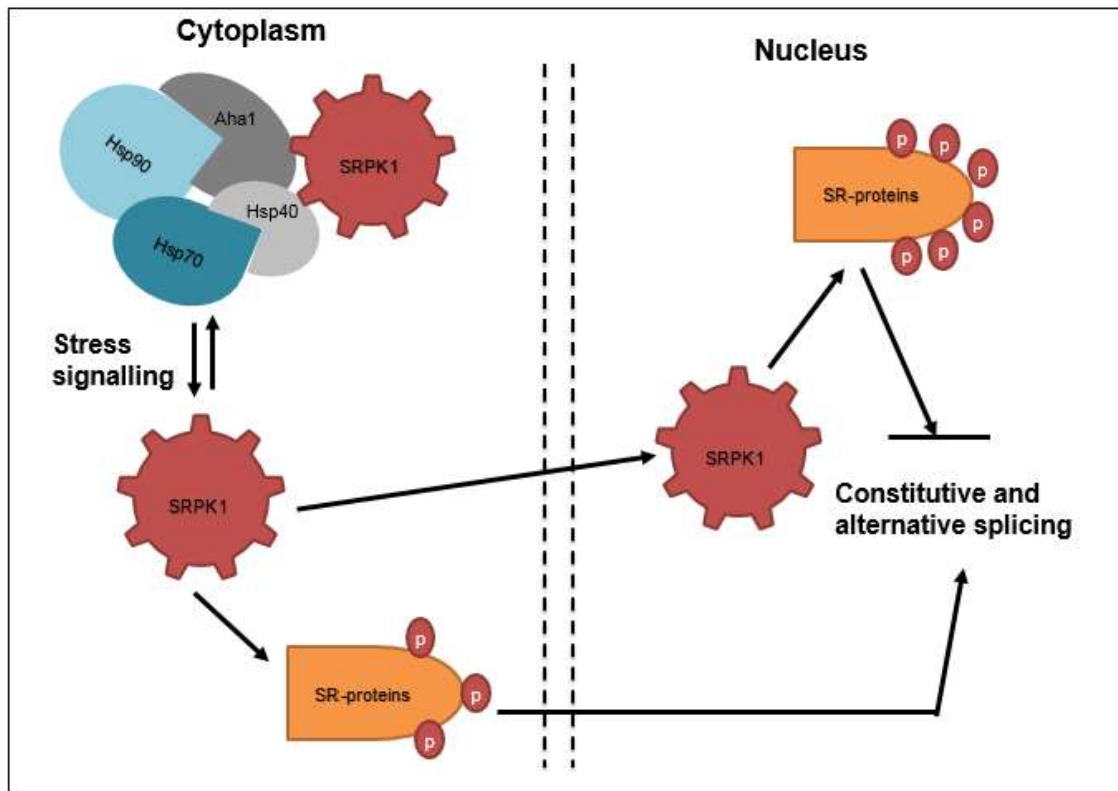 Cytoplasm
Nucleus
Aha1
Hsp90
SRPK1
Hsp40
Hsp70
p
p
p
p
p
p
p
SR-proteins
Stress
signalling
SRPK1
SRPK1
Constitutive and
alternative splicing
p
SR-proteins
p
p